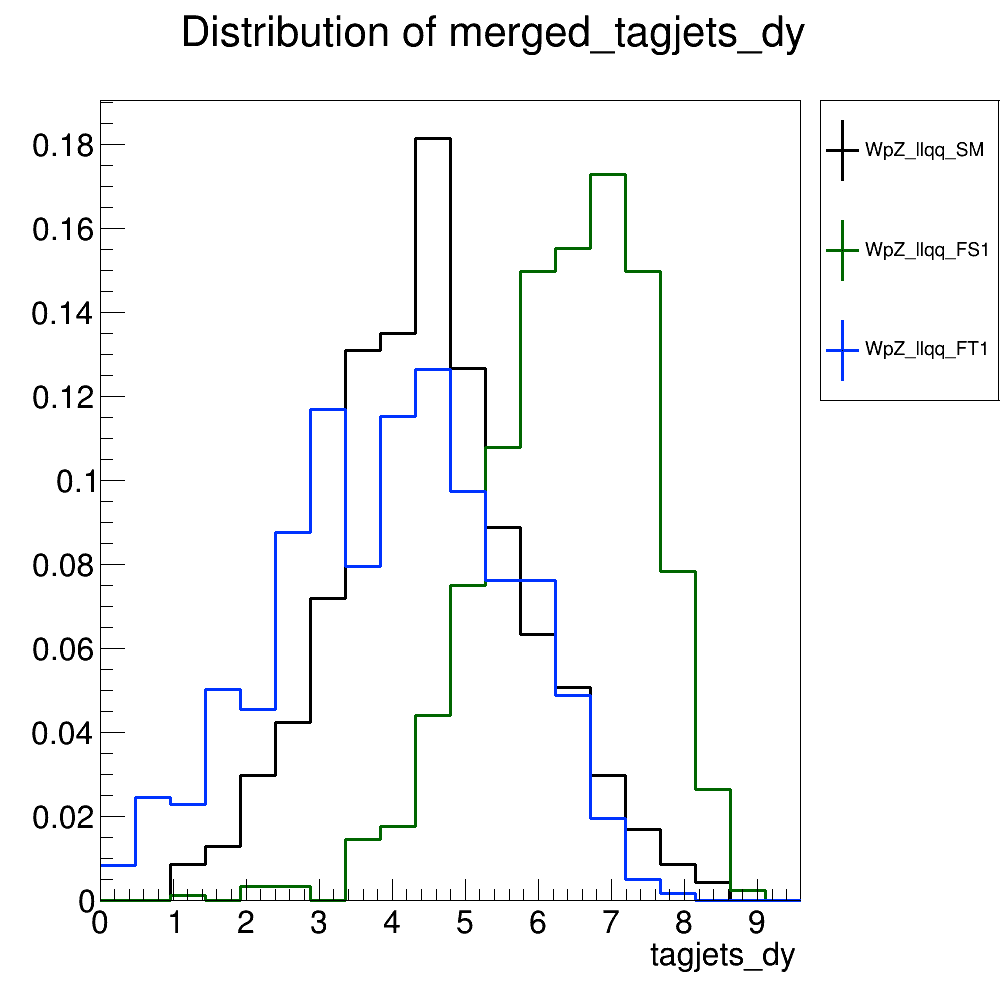 Distribution of merged_tagjets_dy
0.18
0.16
0.14
0.12
0.1
0.08
0.06
0.04
0.02
0
0 1 2 3 4 5 6 7 8 9
tagjets_dy
WpZ_llqq_SM
WpZ_llqq_FS1
WpZ_llqq_FT1